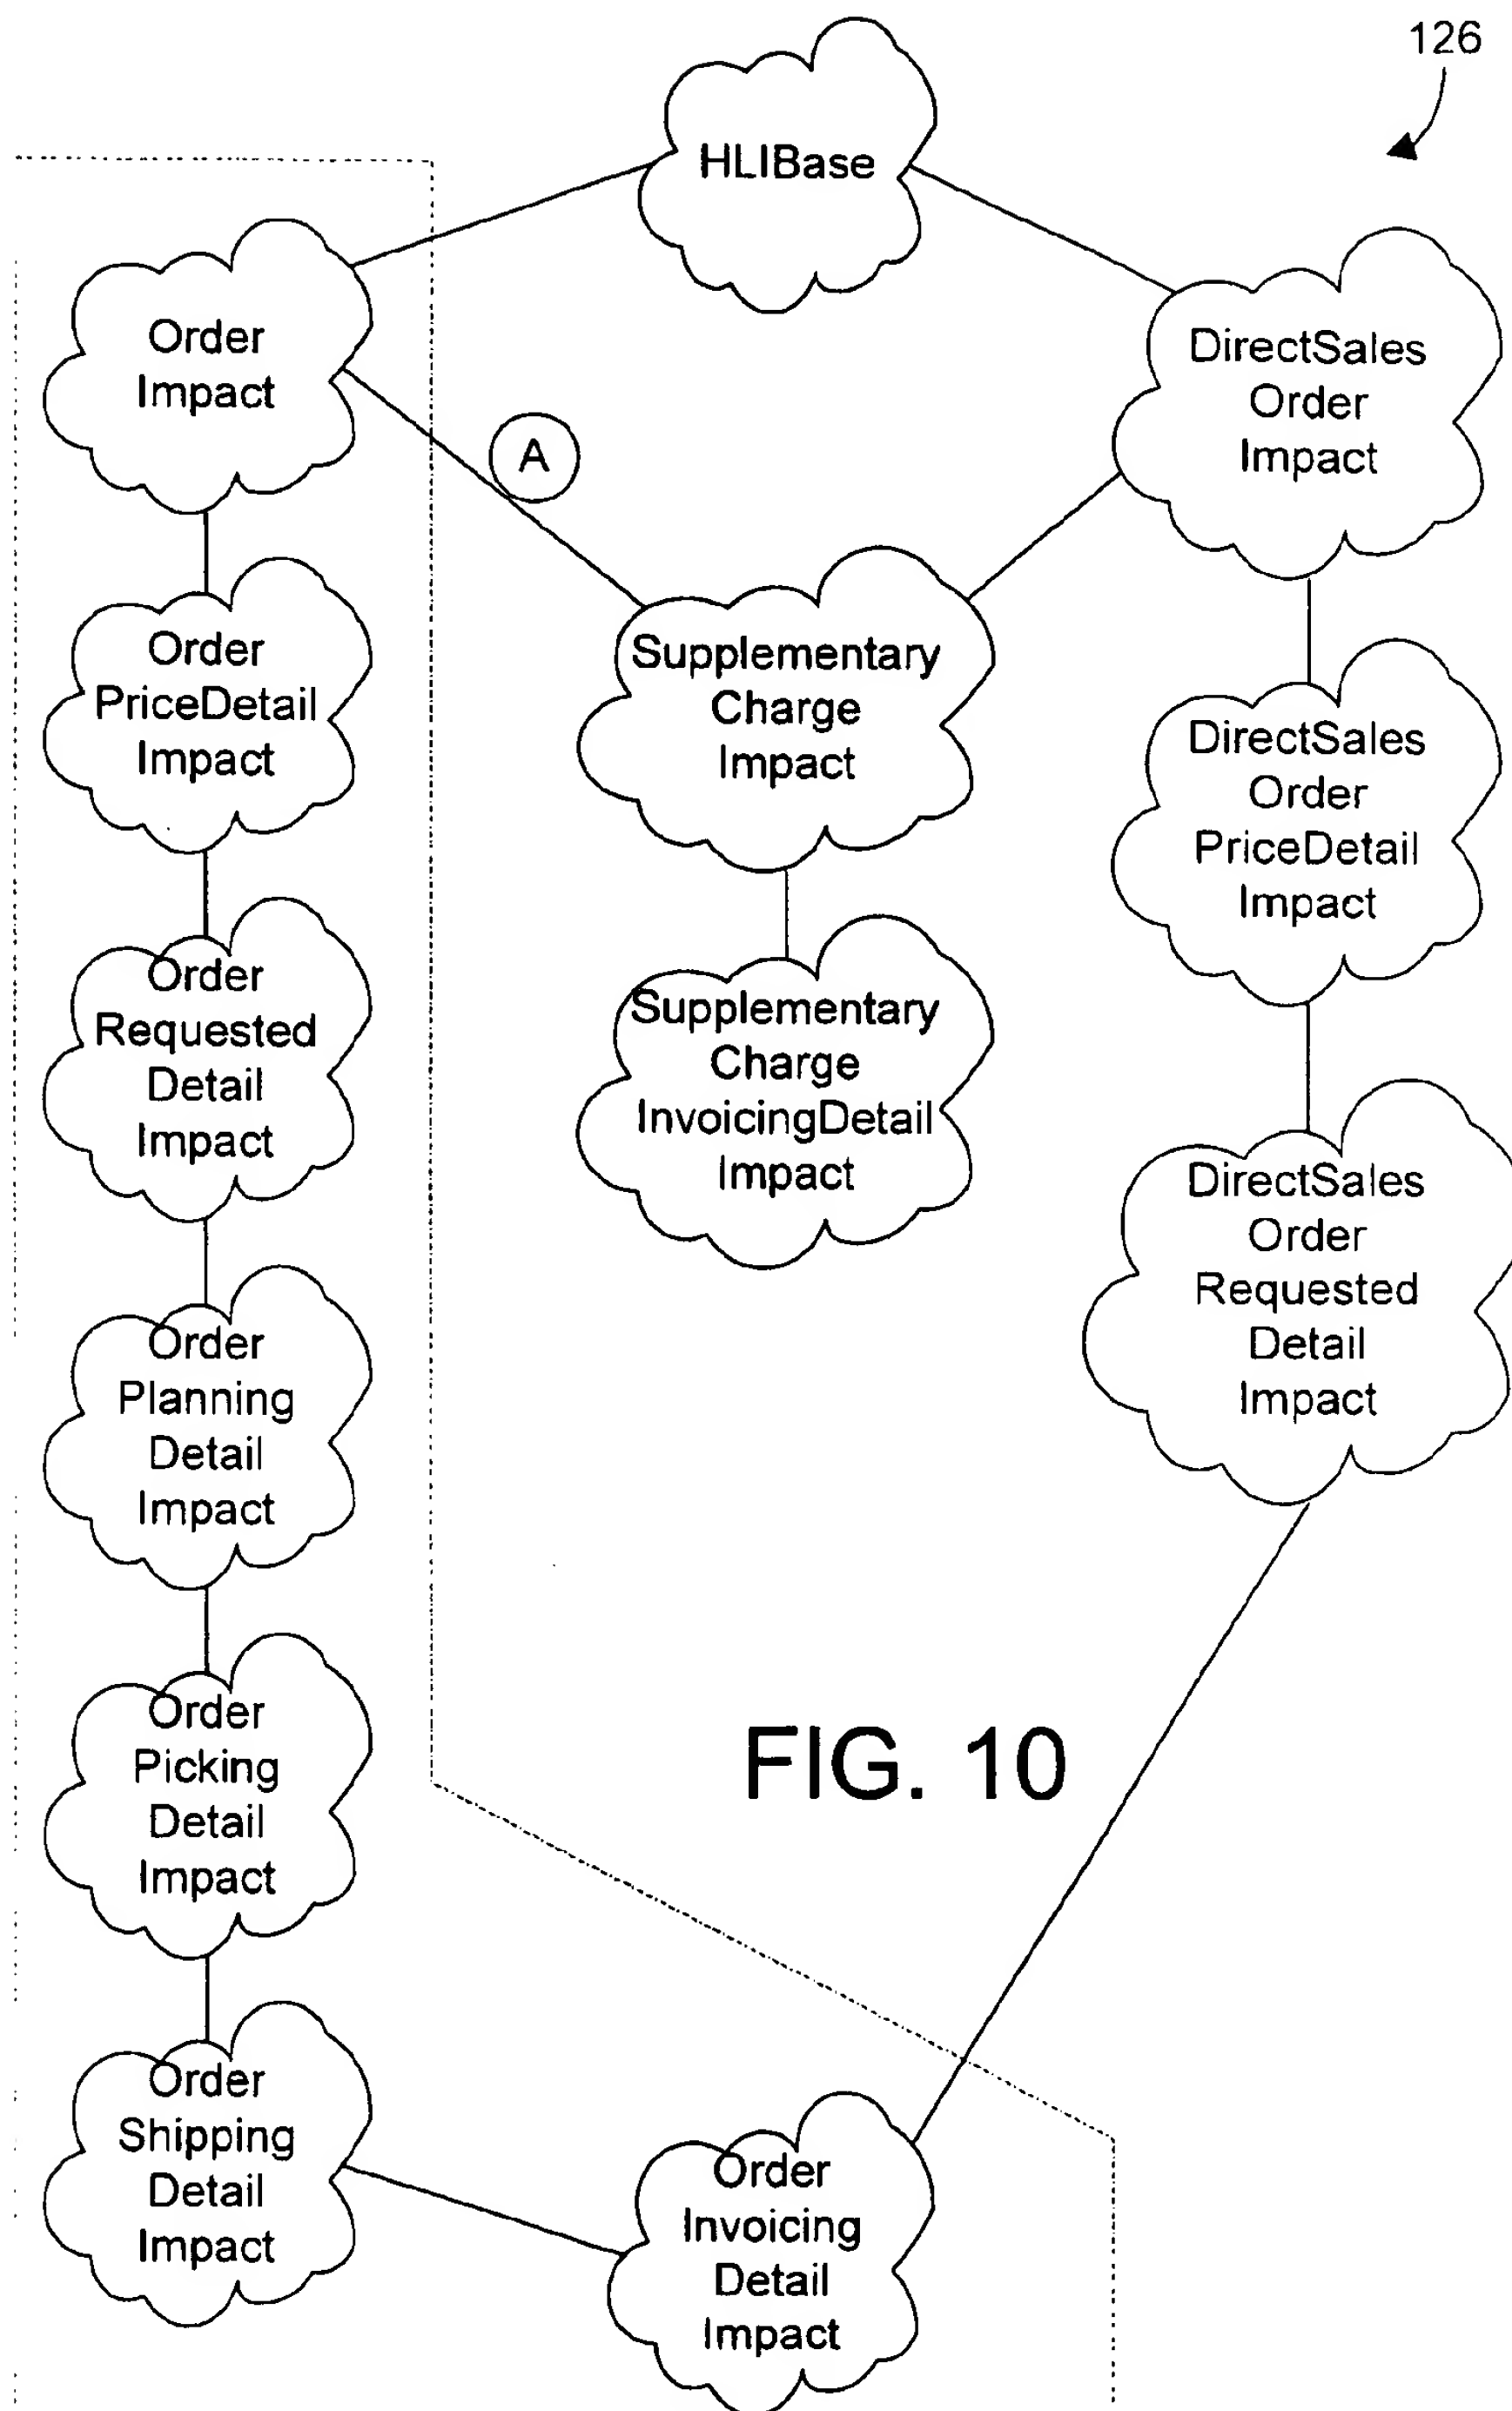 126
HLIBase
Order
Impact
DirectSales
Order
Impact
A
Order
PriceDetail
Impact
Supplementary
Charge
Impact
DirectSales
Order
PriceDetail
Impact
Order
Requested
Detail
Impact
Supplementary
Charge
InvoicingDetail
Impact
DirectSales
Order
Requested
Detail
Impact
Order
Planning
Detail
Impact
Order
Picking
Detail
Impact
FIG. 10
Order
Shipping
Detail
Impact
Order
Invoicing
Detail
Impact